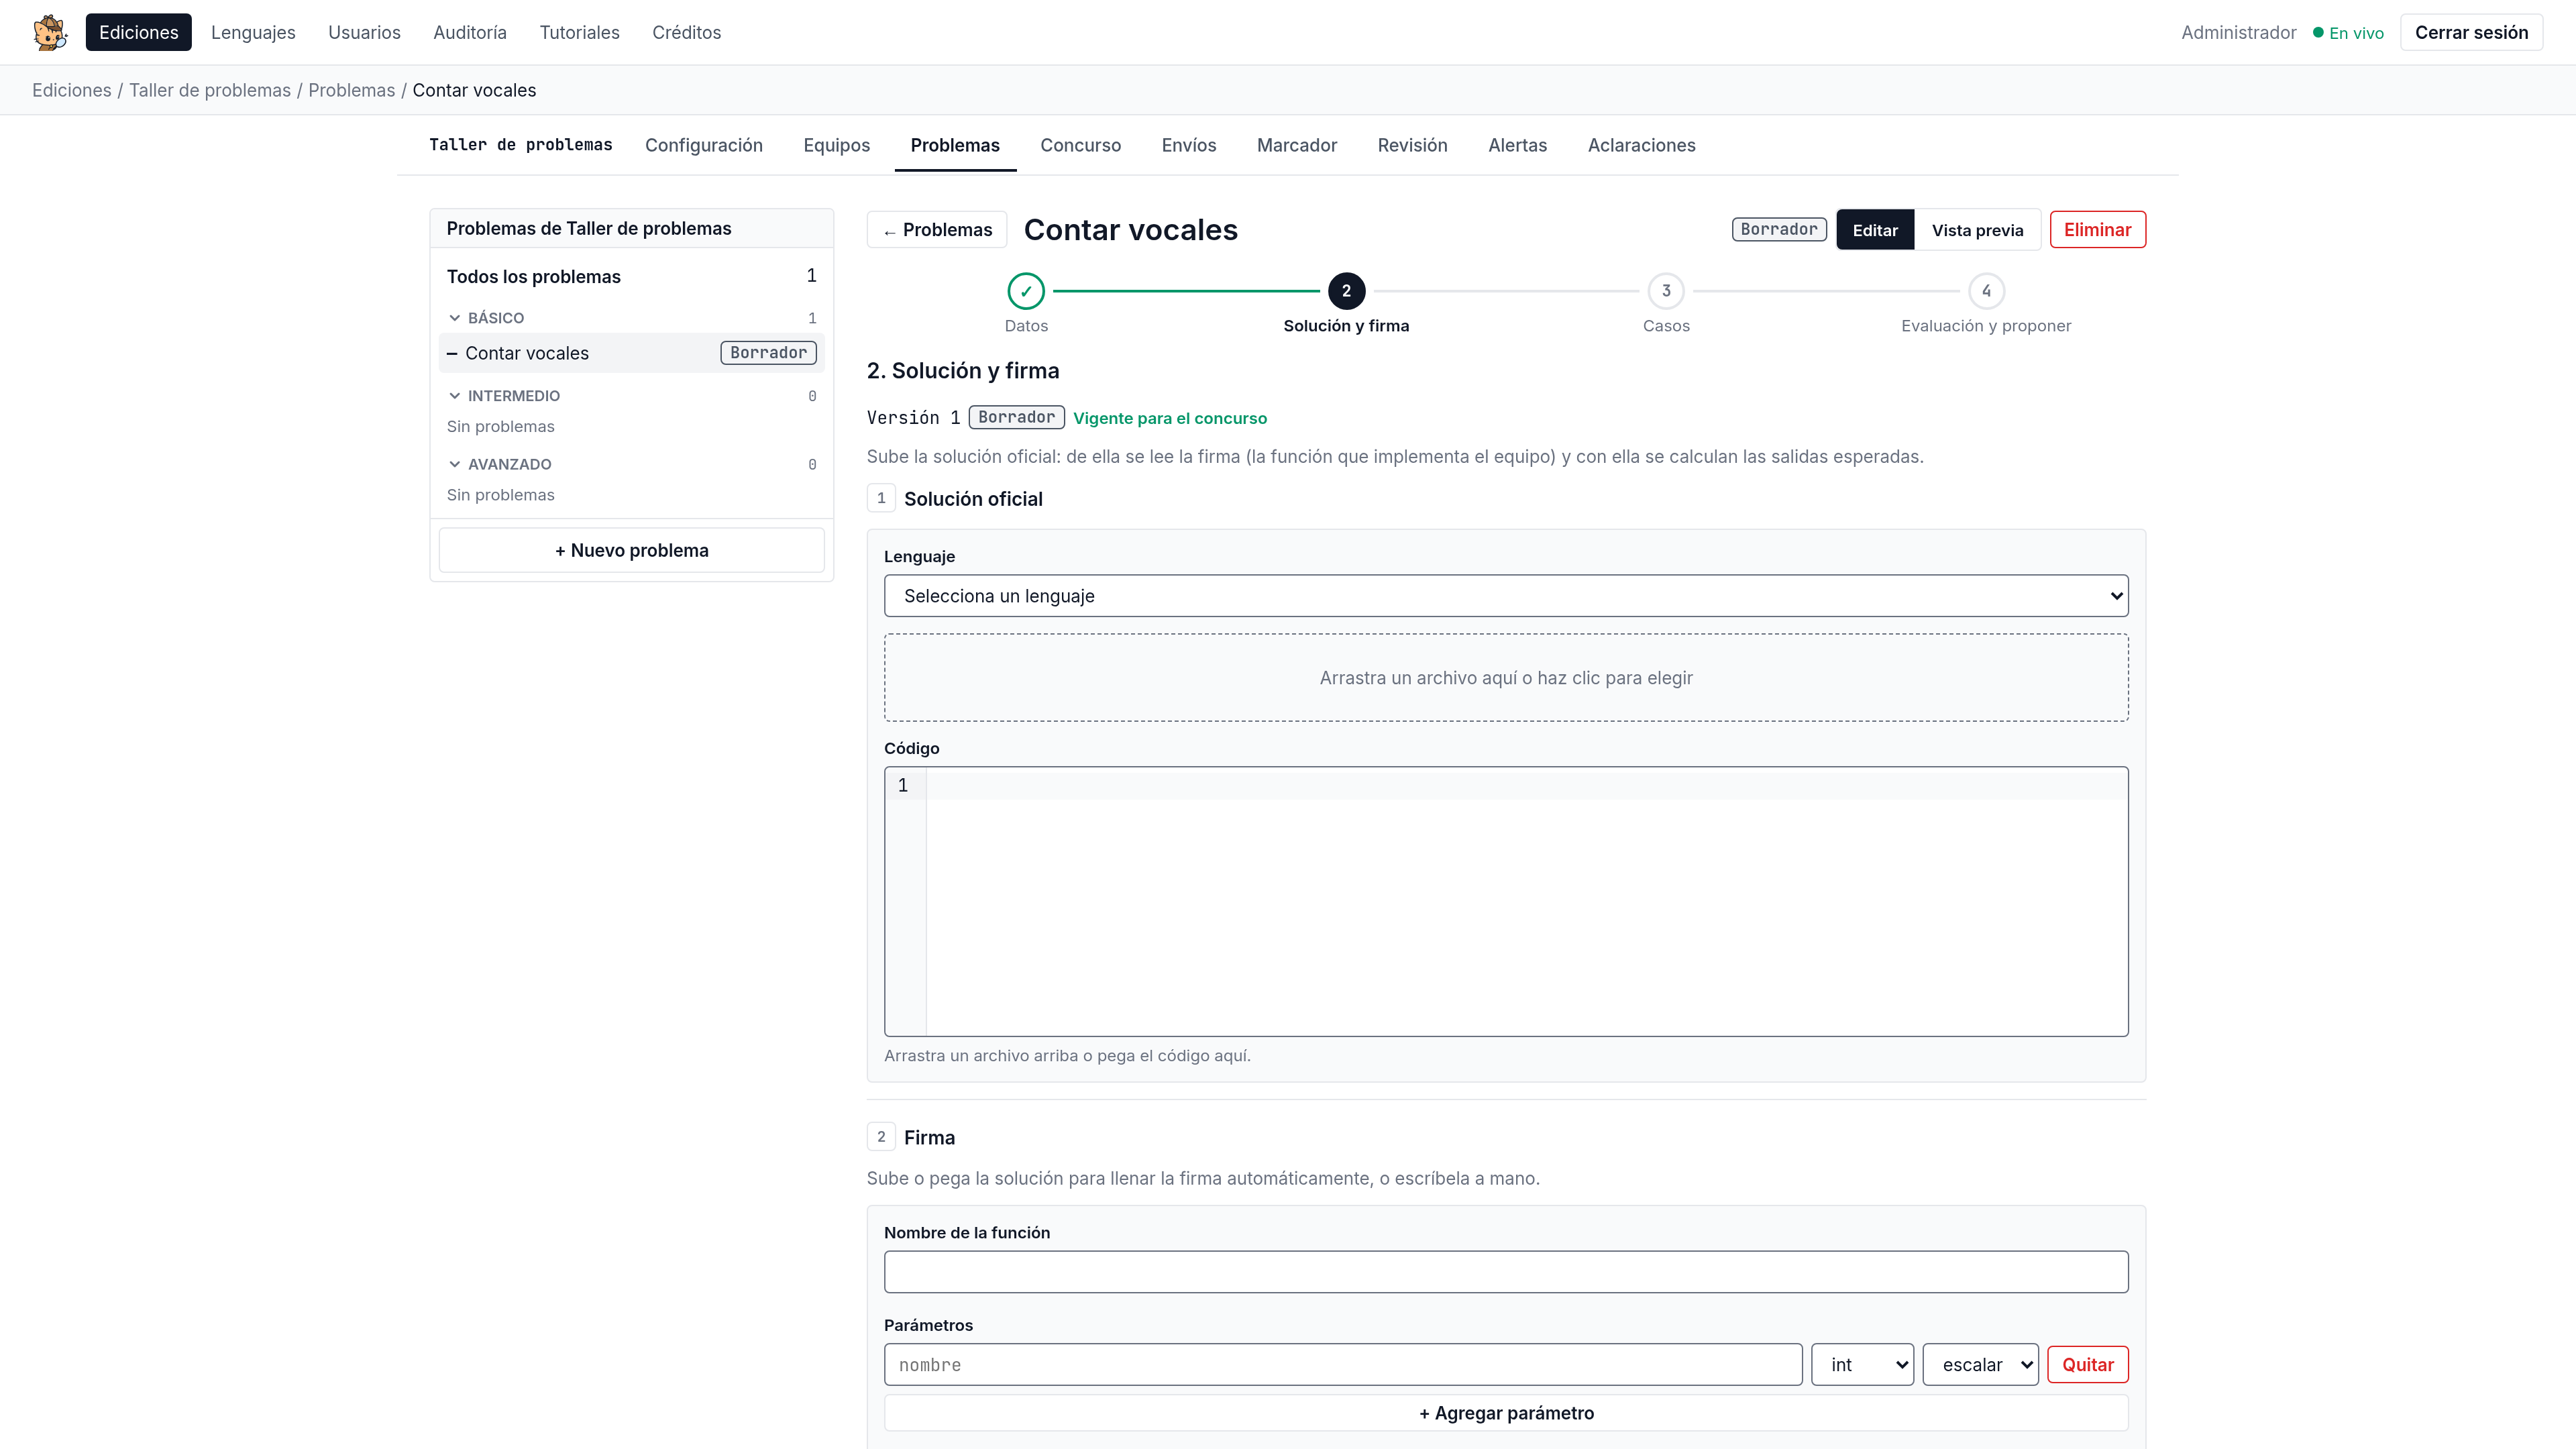 Ediciones Lenguajes Usuarios Auditoría Tutoriales Créditos Administrador En vivo Cerrar sesión
Ediciones / Taller de problemas / Problemas / Contar vocales
Taller de problemas Configuración Equipos Problemas Concurso Envíos Marcador Revisión Alertas Aclaraciones
Problemas de Taller de problemas
Todos los problemas 1
BÁSICO 1
– Contar vocales Borrador
INTERMEDIO 0
Sin problemas
AVANZADO 0
Sin problemas
+ Nuevo problema
← Problemas Contar vocales Borrador Editar Vista previa Eliminar
✓ 2 3 4
Datos Solución y firma Casos Evaluación y proponer
2. Solución y firma
Versión 1 Borrador Vigente para el concurso
Sube la solución oficial: de ella se lee la firma (la función que implementa el equipo) y con ella se calculan las salidas esperadas.
1 Solución oficial
Lenguaje
Selecciona un lenguaje
Arrastra un archivo aquí o haz clic para elegir
Código
1
Arrastra un archivo arriba o pega el código aquí.
2 Firma
Sube o pega la solución para llenar la firma automáticamente, o escríbela a mano.
Nombre de la función
Parámetros
nombre int escalar Quitar
+ Agregar parámetro